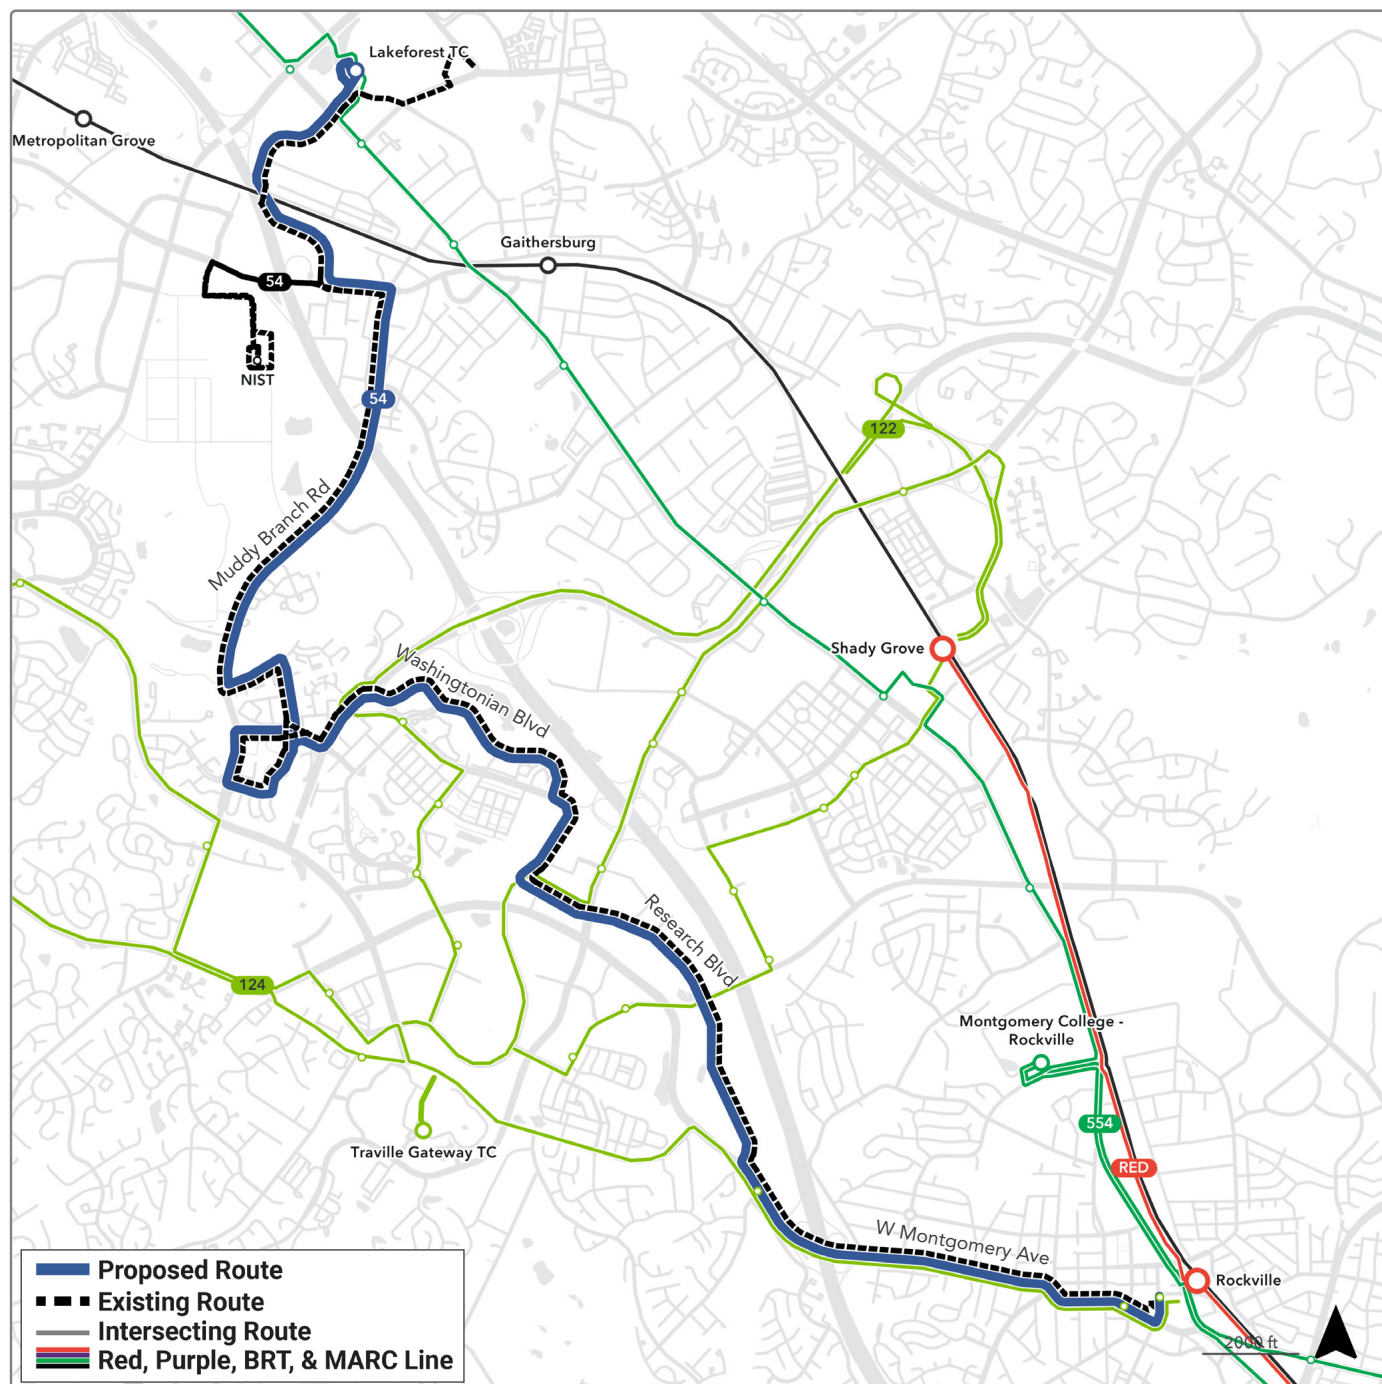 Lakeforest TC
Metropolitan Grove
Gaithersburg
54
NIST
54
122
Muddy Branch Rd
Washingtonian Blvd
Shady Grove
Research Blvd
124
Montgomery College -
Rockville
554
Traville Gateway TC
RED
W Montgomery Ave
Rockville
Proposed Route
Existing Route
Intersecting Route
Red, Purple, BRT, & MARC Line
2000 ft